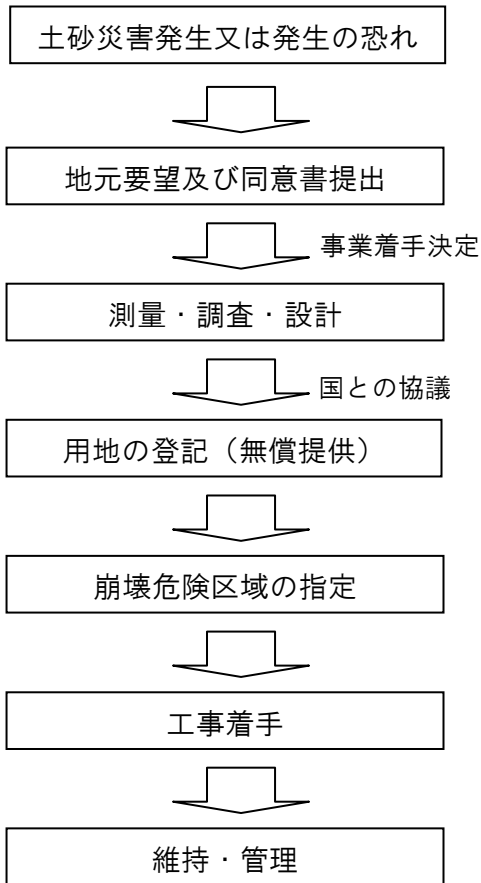 土砂災害発生又は発生の恐れ
地元要望及び同意書提出
事業着手決定
測量・調査・設計
国との協議
用地の登記（無償提供）
崩壊危険区域の指定
工事着手
維持・管理